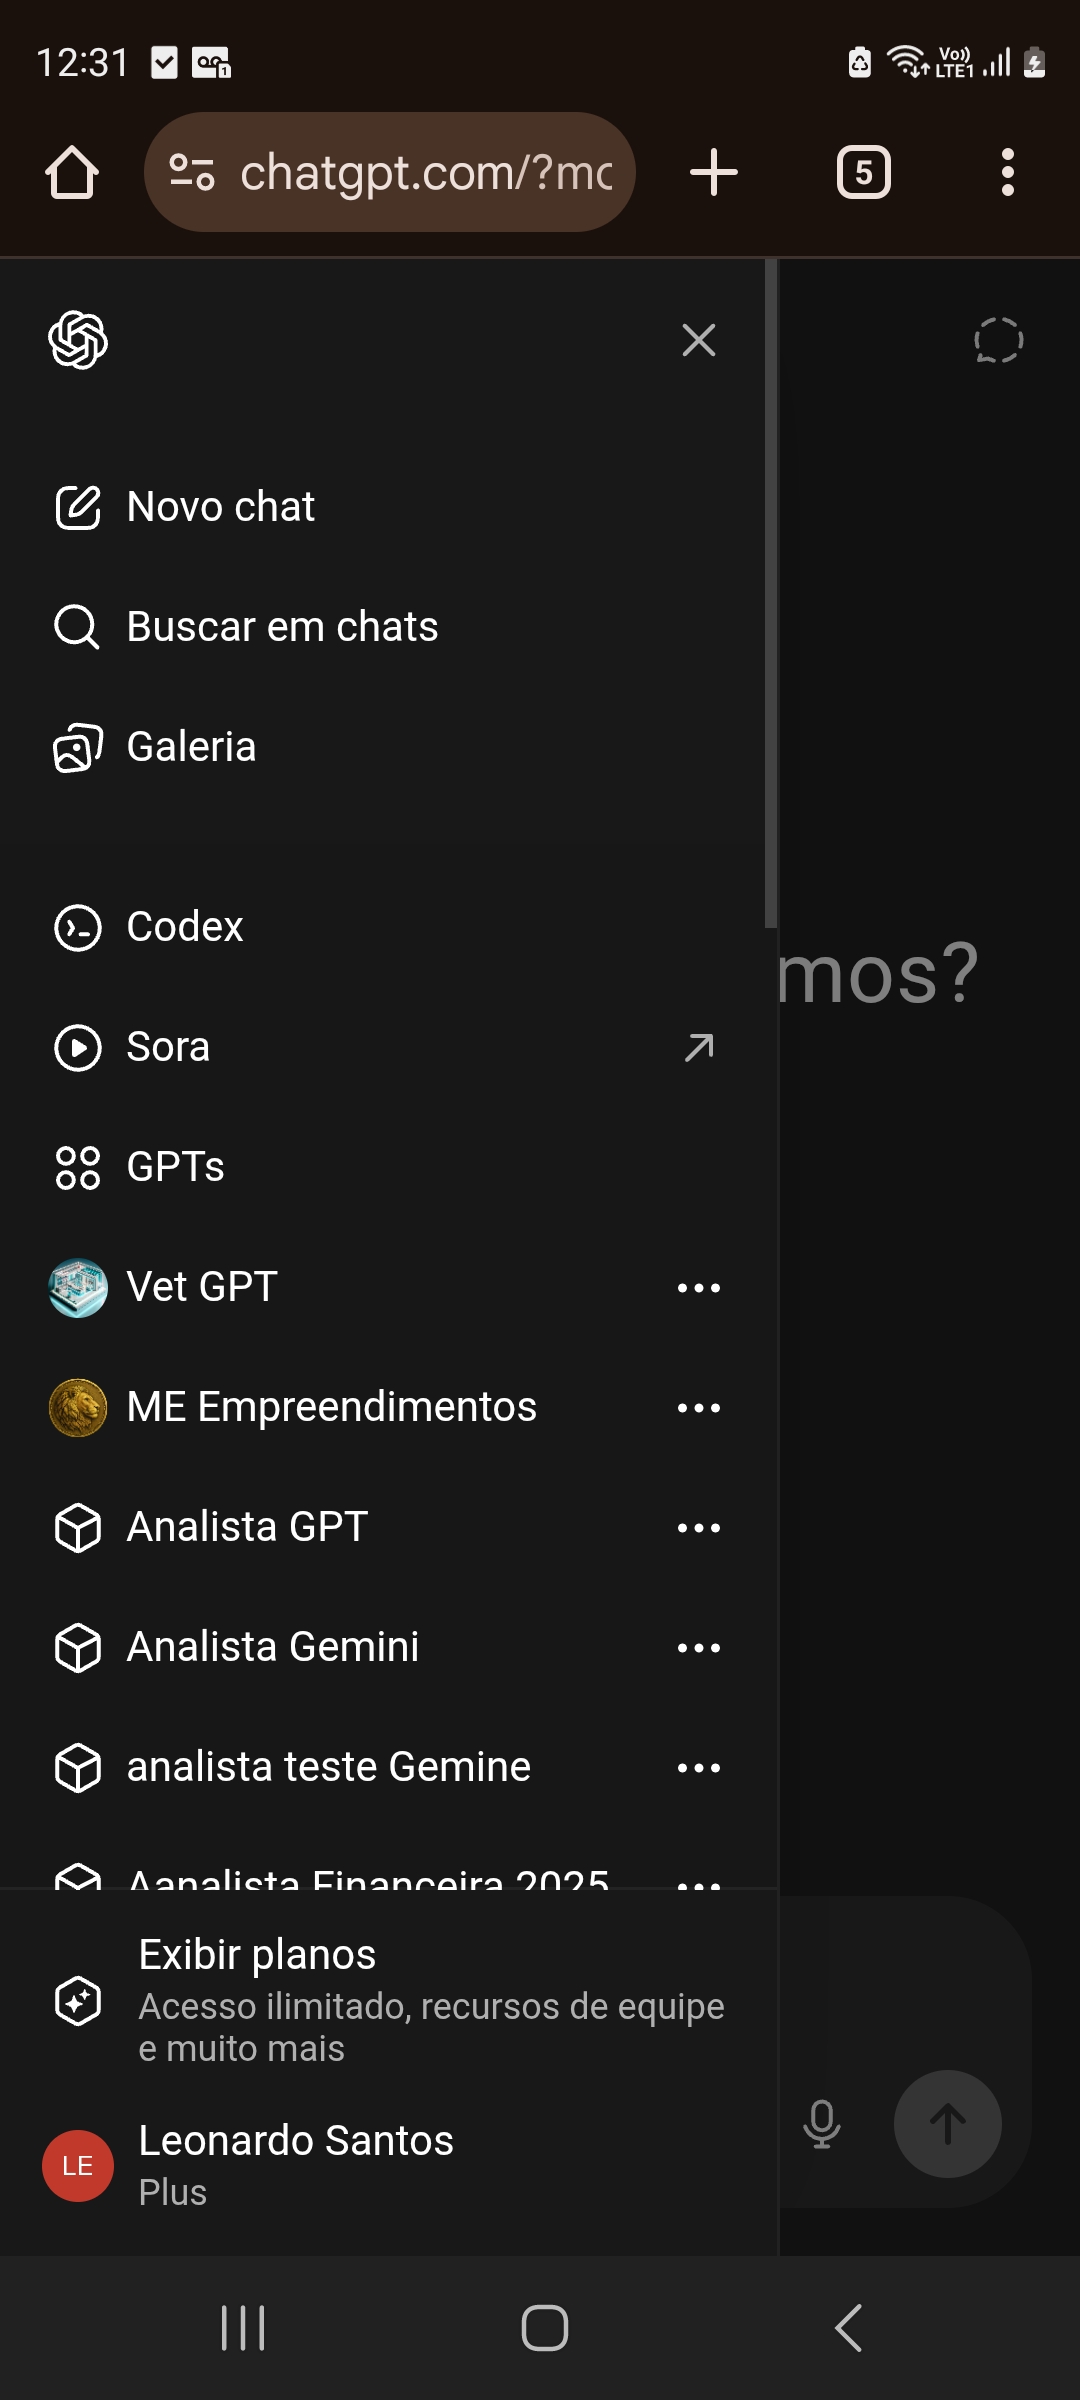 12:31
Vo))
LTE1
chatgpt.com/?mc
5
Novo chat
Buscar em chats
Galeria
Codex
mos?
Sora
GPTs
Vet GPT
ME Empreendimentos
Analista GPT
Analista Gemini
analista teste Gemine
Aanalista Financeira 2025
Exibir planos
Acesso ilimitado, recursos de equipe
e muito mais
LE
Leonardo Santos
Plus